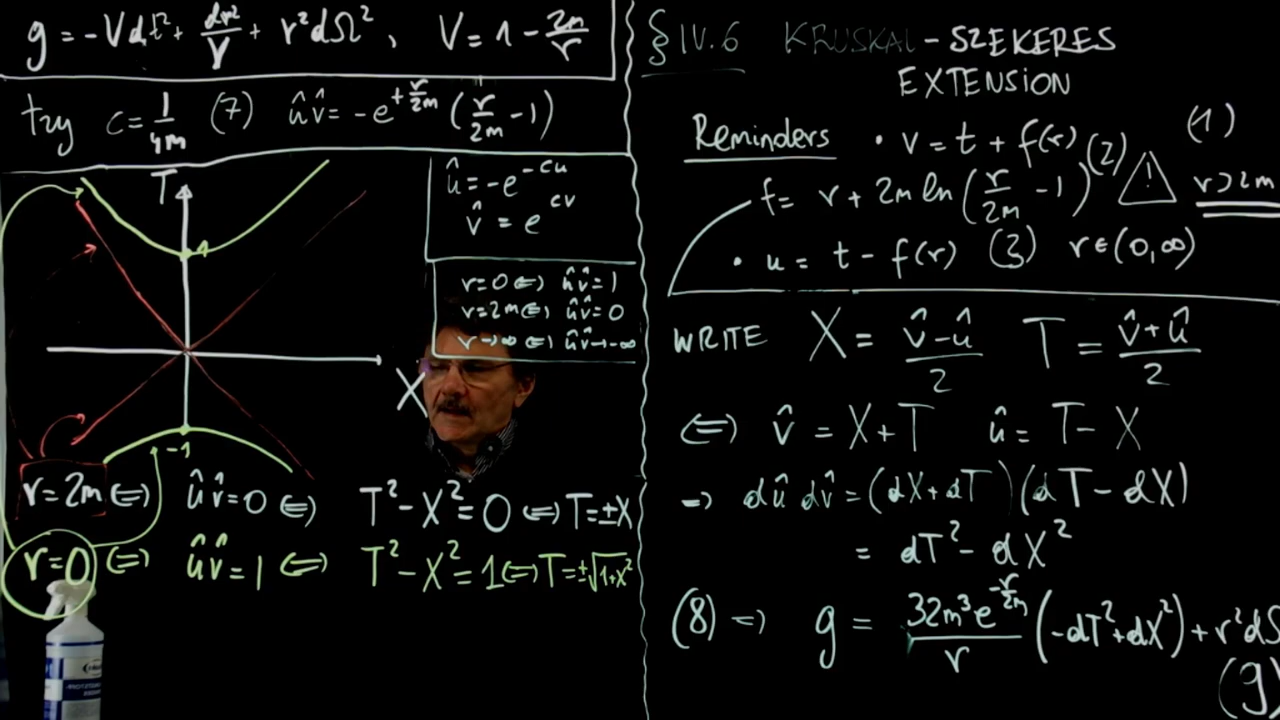 g = -Vdt² + dr²/V + r²dΩ², V = 1 - 2m/r
try c = 1/4m (7) ûv̂ = -e^{+r/2m} (r/2m - 1)
T
1
X
-1
û = -e^{-cu}
v̂ = e^{cv}
r=0 ⇔ ûv̂=1
r=2m ⇔ ûv̂=0
r→∞ ⇔ ûv̂→-∞
r=2m ⇔ ûv̂=0 ⇔ T²-X²=0 ⇔ T=±X
r=0 ⇔ ûv̂=1 ⇔ T²-X²=1 ⇔ T=±√1+X²
§ IV.6 KRUSKAL-SZEKERES
EXTENSION
Reminders • v = t + f(r) (1)
f = r + 2m ln (r/2m - 1) (2) ! r>2m
• u = t - f(r) (3) r∈(0,∞)
WRITE X = v̂-û/2 T = v̂+û/2
⇔ v̂ = X+T û = T-X
⇒ dûdv̂ = (dX+dT)(dT-dX)
= dT² - dX²
(8) ⇒ g = 32m³e^{-r/2m}/r (-dT²+dX²) + r²dΩ
(9)